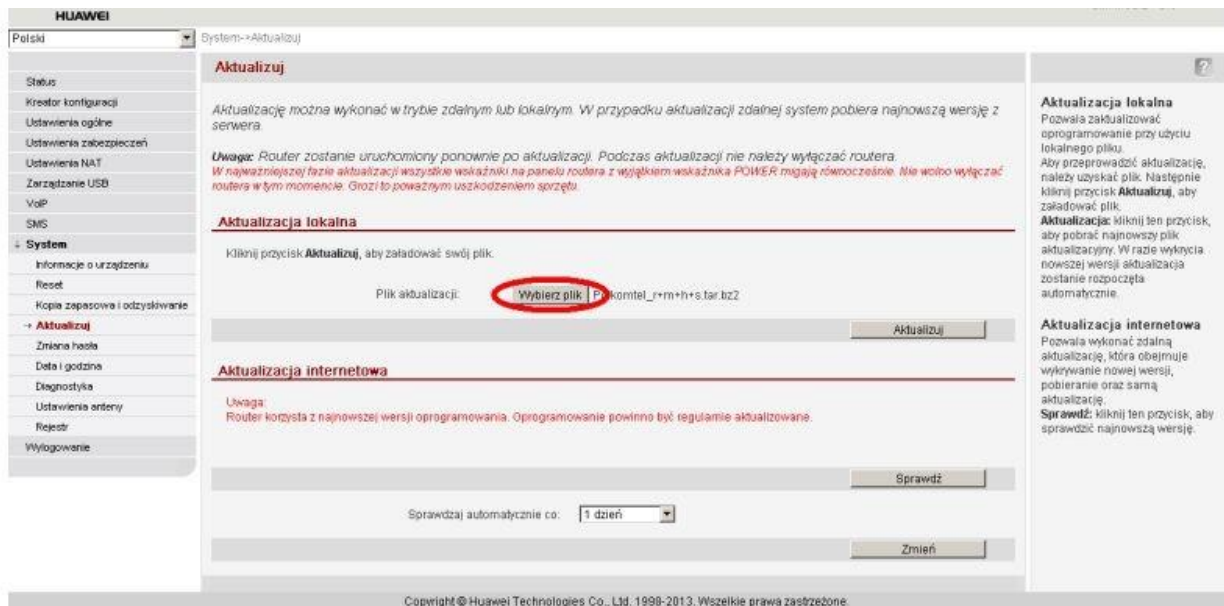 HUAWEI
Polski
System->Aktualizuj
Status
Kreator konfiguracji
Ustawienia ogólne
Ustawienia zabezpieczeń
Ustawienia NAT
Zarządzanie USB
VoIP
SMS
System
Informacje o urządzeniu
Reset
Kopia zapasowa i odzyskiwanie
Aktualizuj
Zmiana hasła
Data i godzina
Diagnostyka
Ustawienia anteny
Rejestr
Wylogowanie
Aktualizuj
Aktualizację można wykonać w trybie zdalnym lub lokalnym. W przypadku aktualizacji zdalnej system pobiera najnowszą wersję z
serwera.
Uwaga: Router zostanie uruchomiony ponownie po aktualizacji. Podczas aktualizacji nie należy wyłączać routera.
W najważniejszej fazie aktualizacji wszystkie wskaźniki na panelu routera z wyjątkiem wskaźnika POWER migają równocześnie. Nie wolno wyłączać
routera w tym momencie. Grozi to poważnym uszkodzeniem sprzętu.
Aktualizacja lokalna
Kliknij przycisk Aktualizuj, aby załadować swój plik.
Plik aktualizacji: Wybierz plik komtel_r+m+h+s.tar.bz2
Aktualizuj
Aktualizacja internetowa
Uwaga:
Router korzysta z najnowszej wersji oprogramowania. Oprogramowanie powinno być regularnie aktualizowane.
Sprawdź
Sprawdzaj automatycznie co: 1 dzień
Zmień
?
Aktualizacja lokalna
Pozwala zaktualizować
oprogramowanie przy użyciu
lokalnego pliku.
Aby przeprowadzić aktualizację,
należy uzyskać plik. Następnie
kliknij przycisk Aktualizuj, aby
załadować plik.
Aktualizacja: kliknij ten przycisk,
aby pobrać najnowszy plik
aktualizacyjny. W razie wykrycia
nowszej wersji aktualizacja
zostanie rozpoczęta
automatycznie.
Aktualizacja internetowa
Pozwala wykonać zdalną
aktualizację, która obejmuje
wykrywanie nowej wersji,
pobieranie oraz samą
aktualizację.
Sprawdź: kliknij ten przycisk, aby
sprawdzić najnowszą wersję.
Copyright © Huawei Technologies Co., Ltd. 1998-2013. Wszelkie prawa zastrzeżone.